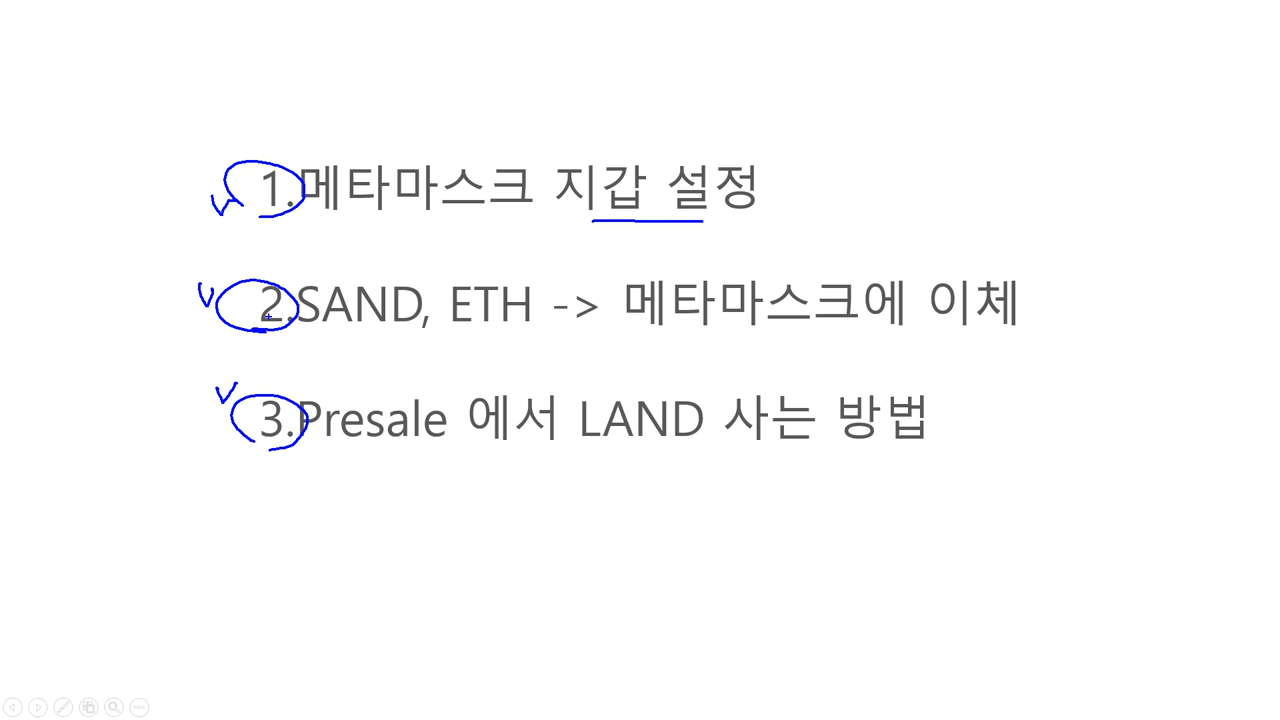 1.메타마스크 지갑 설정
2.SAND, ETH -> 메타마스크에 이체
3.Presale 에서 LAND 사는 방법